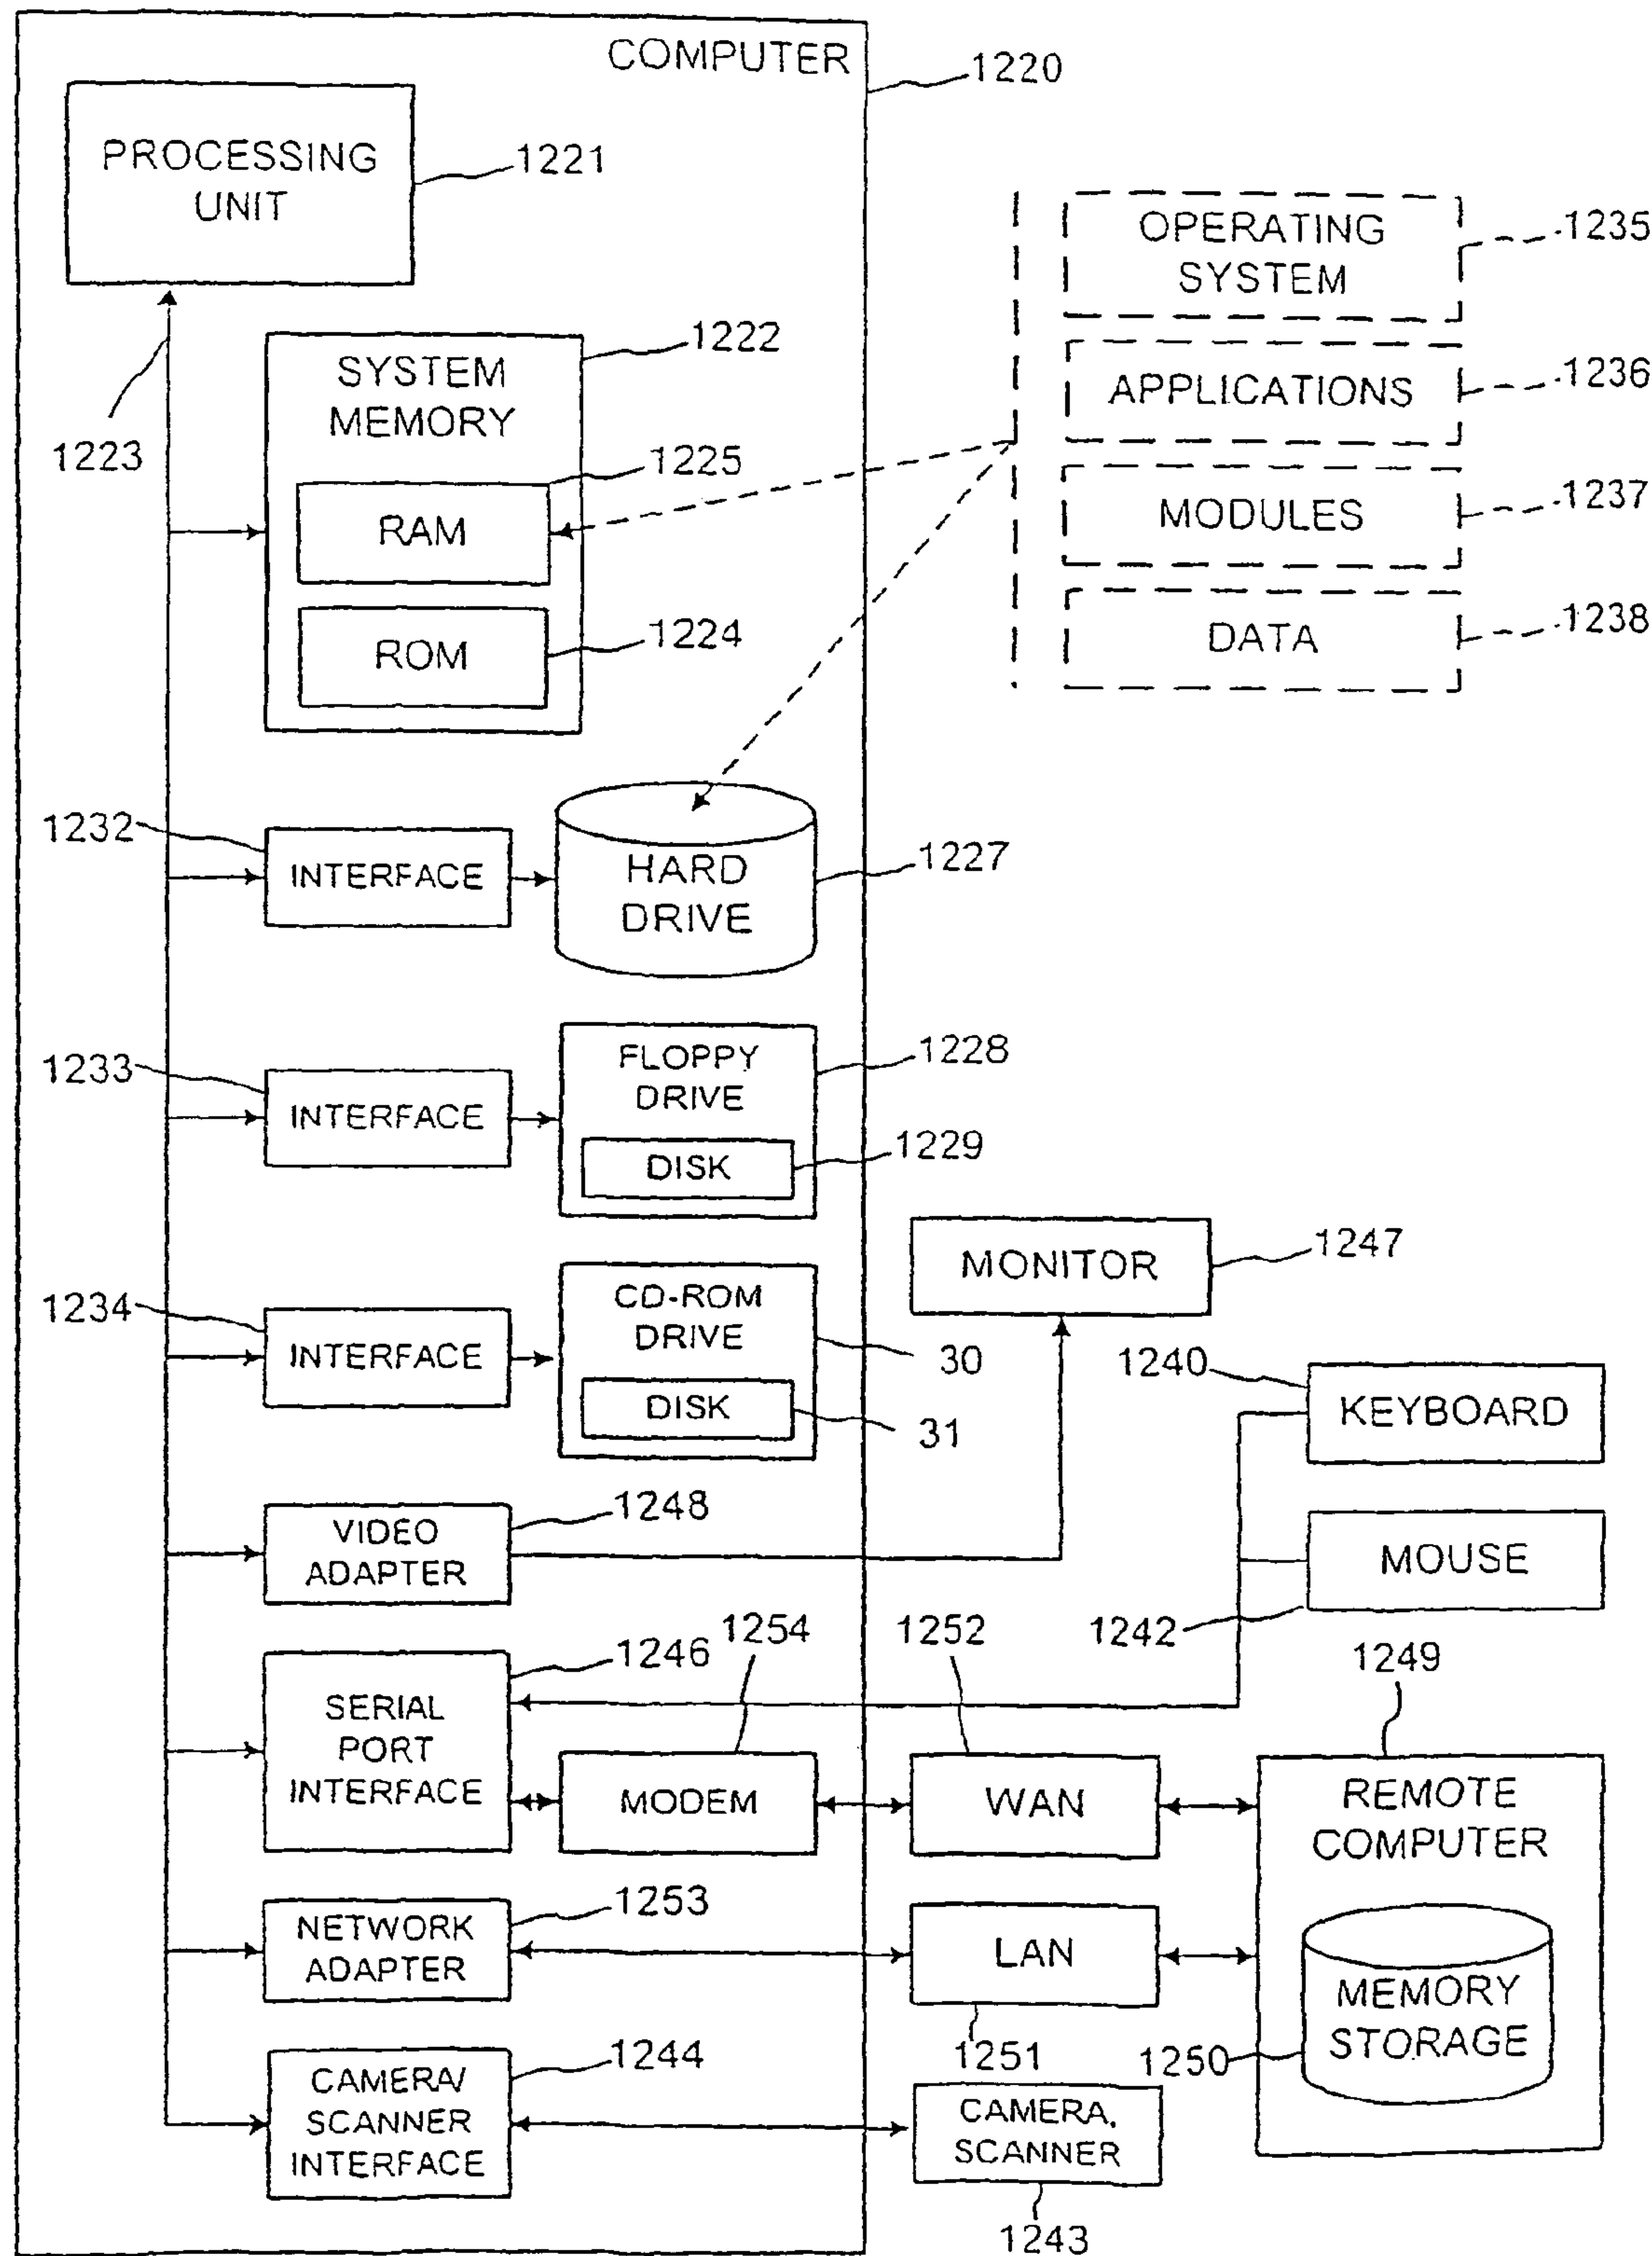 COMPUTER
1220
PROCESSING
UNIT
1221
1223
SYSTEM
MEMORY
1222
RAM
1225
ROM
1224
OPERATING
SYSTEM
1235
APPLICATIONS
1236
MODULES
1237
DATA
1238
1232
INTERFACE
HARD
DRIVE
1227
1233
INTERFACE
FLOPPY
DRIVE
1228
DISK
1229
1234
INTERFACE
CD-ROM
DRIVE
30
DISK
31
MONITOR
1247
1240
KEYBOARD
MOUSE
1242
VIDEO
ADAPTER
1248
SERIAL
PORT
INTERFACE
1246
1254
MODEM
1252
WAN
1249
REMOTE
COMPUTER
MEMORY
STORAGE
1250
NETWORK
ADAPTER
1253
LAN
1251
CAMERA/
SCANNER
INTERFACE
1244
CAMERA,
SCANNER
1243